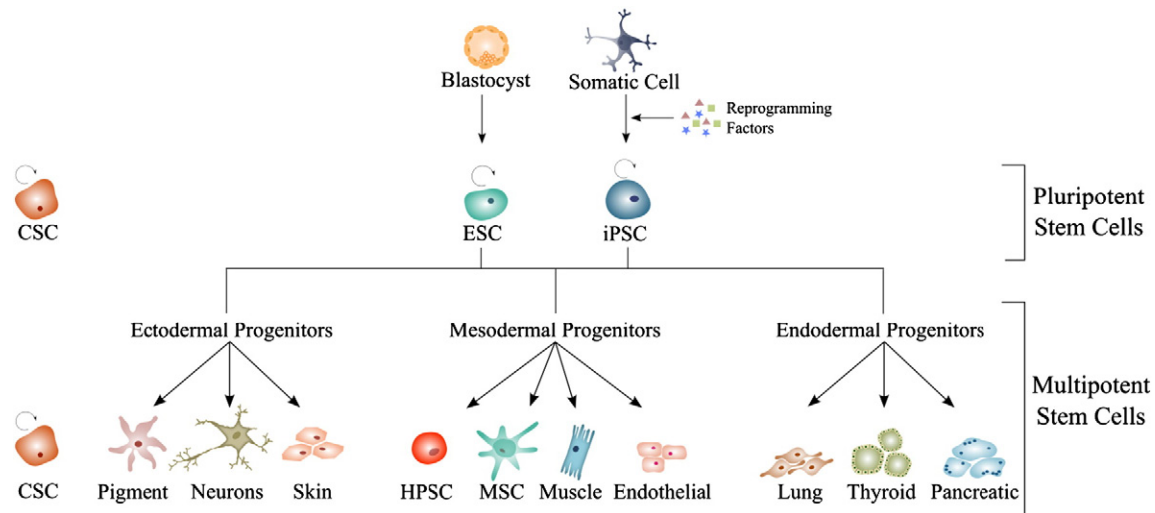 Blastocyst
Somatic Cell
Reprogramming
Factors
CSC
ESC
iPSC
Pluripotent
Stem Cells
Ectodermal Progenitors
Mesodermal Progenitors
Endodermal Progenitors
Multipotent
Stem Cells
CSC
Pigment
Neurons
Skin
HPSC
MSC
Muscle
Endothelial
Lung
Thyroid
Pancreatic